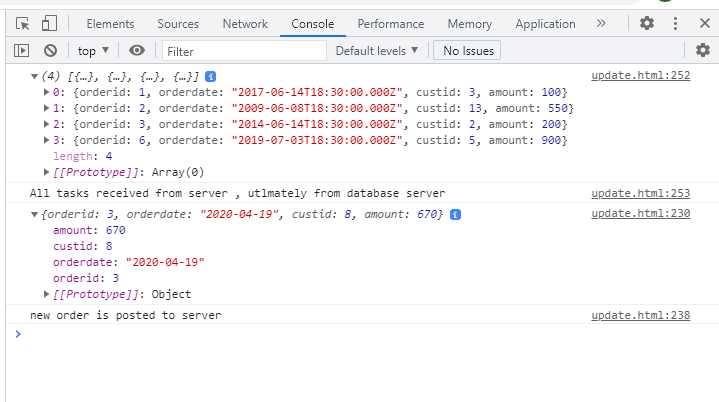 Elements Sources Network Console Performance Memory Application »
top ▼ Filter Default levels ▼ No Issues
▼(4) [{…}, {…}, {…}, {…}] i update.html:252
▶0: {orderid: 1, orderdate: "2017-06-14T18:30:00.000Z", custid: 3, amount: 100}
▶1: {orderid: 2, orderdate: "2009-06-08T18:30:00.000Z", custid: 13, amount: 550}
▶2: {orderid: 3, orderdate: "2014-06-14T18:30:00.000Z", custid: 2, amount: 200}
▶3: {orderid: 6, orderdate: "2019-07-03T18:30:00.000Z", custid: 5, amount: 900}
length: 4
▶[[Prototype]]: Array(0)
All tasks received from server , utlmately from database server update.html:253
▼{orderid: 3, orderdate: "2020-04-19", custid: 8, amount: 670} i update.html:230
amount: 670
custid: 8
orderdate: "2020-04-19"
orderid: 3
▶[[Prototype]]: Object
new order is posted to server update.html:238
>